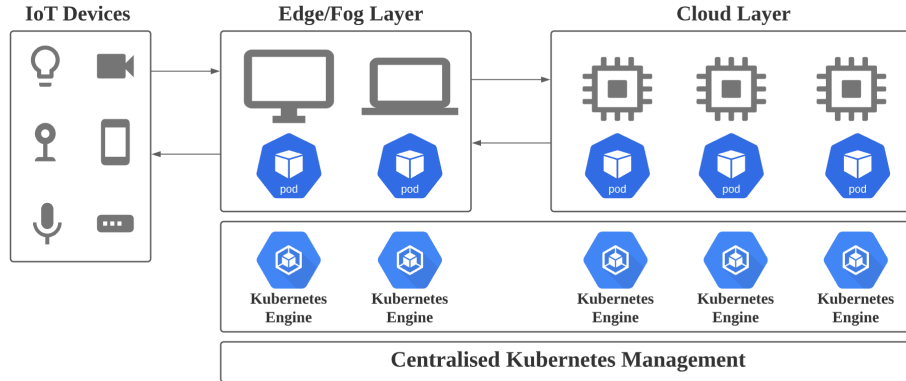 IoT Devices
Edge/Fog Layer
Cloud Layer
pod
pod
pod
pod
pod
Kubernetes
Engine
Kubernetes
Engine
Kubernetes
Engine
Kubernetes
Engine
Kubernetes
Engine
Centralised Kubernetes Management